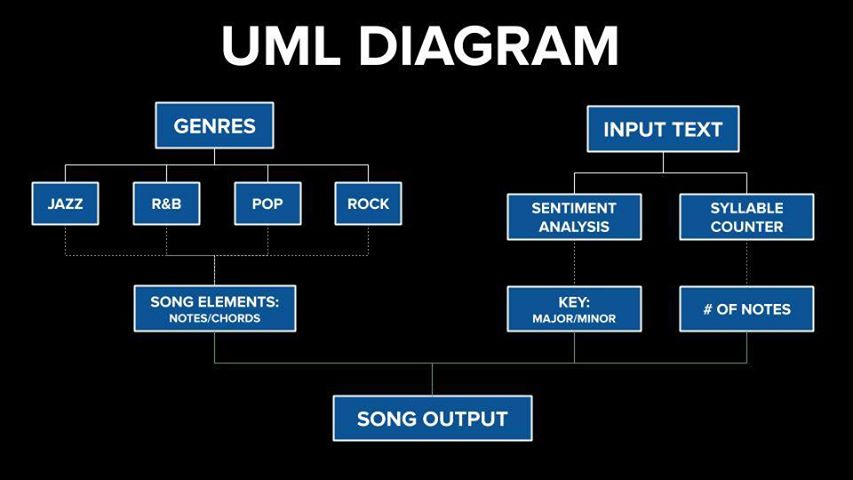 UML DIAGRAM
GENRES
JAZZ
R&B
POP
ROCK
SONG ELEMENTS:
NOTES/CHORDS
INPUT TEXT
SENTIMENT
ANALYSIS
SYLLABLE
COUNTER
KEY:
MAJOR/MINOR
# OF NOTES
SONG OUTPUT